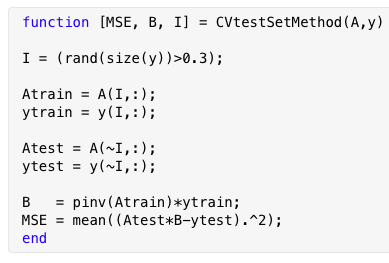 function [MSE, B, I] = CVtestSetMethod(A,y)
I = (rand(size(y))>0.3);
Atrain = A(I,:);
ytrain = y(I,:);
Atest = A(~I,:);
ytest = y(~I,:);
B   = pinv(Atrain)*ytrain;
MSE = mean((Atest*B-ytest).^2);
end